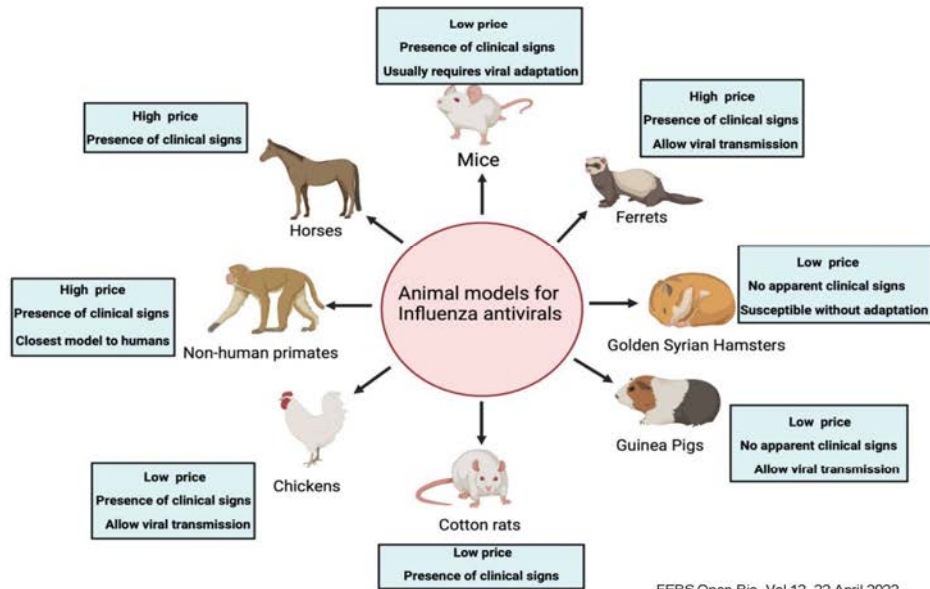 Low price
Presence of clinical signs
Usually requires viral adaptation
Mice
High price
Presence of clinical signs
Allow viral transmission
Ferrets
High price
Presence of clinical signs
Horses
Low price
No apparent clinical signs
Susceptible without adaptation
Golden Syrian Hamsters
High price
Presence of clinical signs
Closest model to humans
Non-human primates
Animal models for
Influenza antivirals
Low price
No apparent clinical signs
Allow viral transmission
Guinea Pigs
Low price
Presence of clinical signs
Allow viral transmission
Chickens
Cotton rats
Low price
Presence of clinical signs